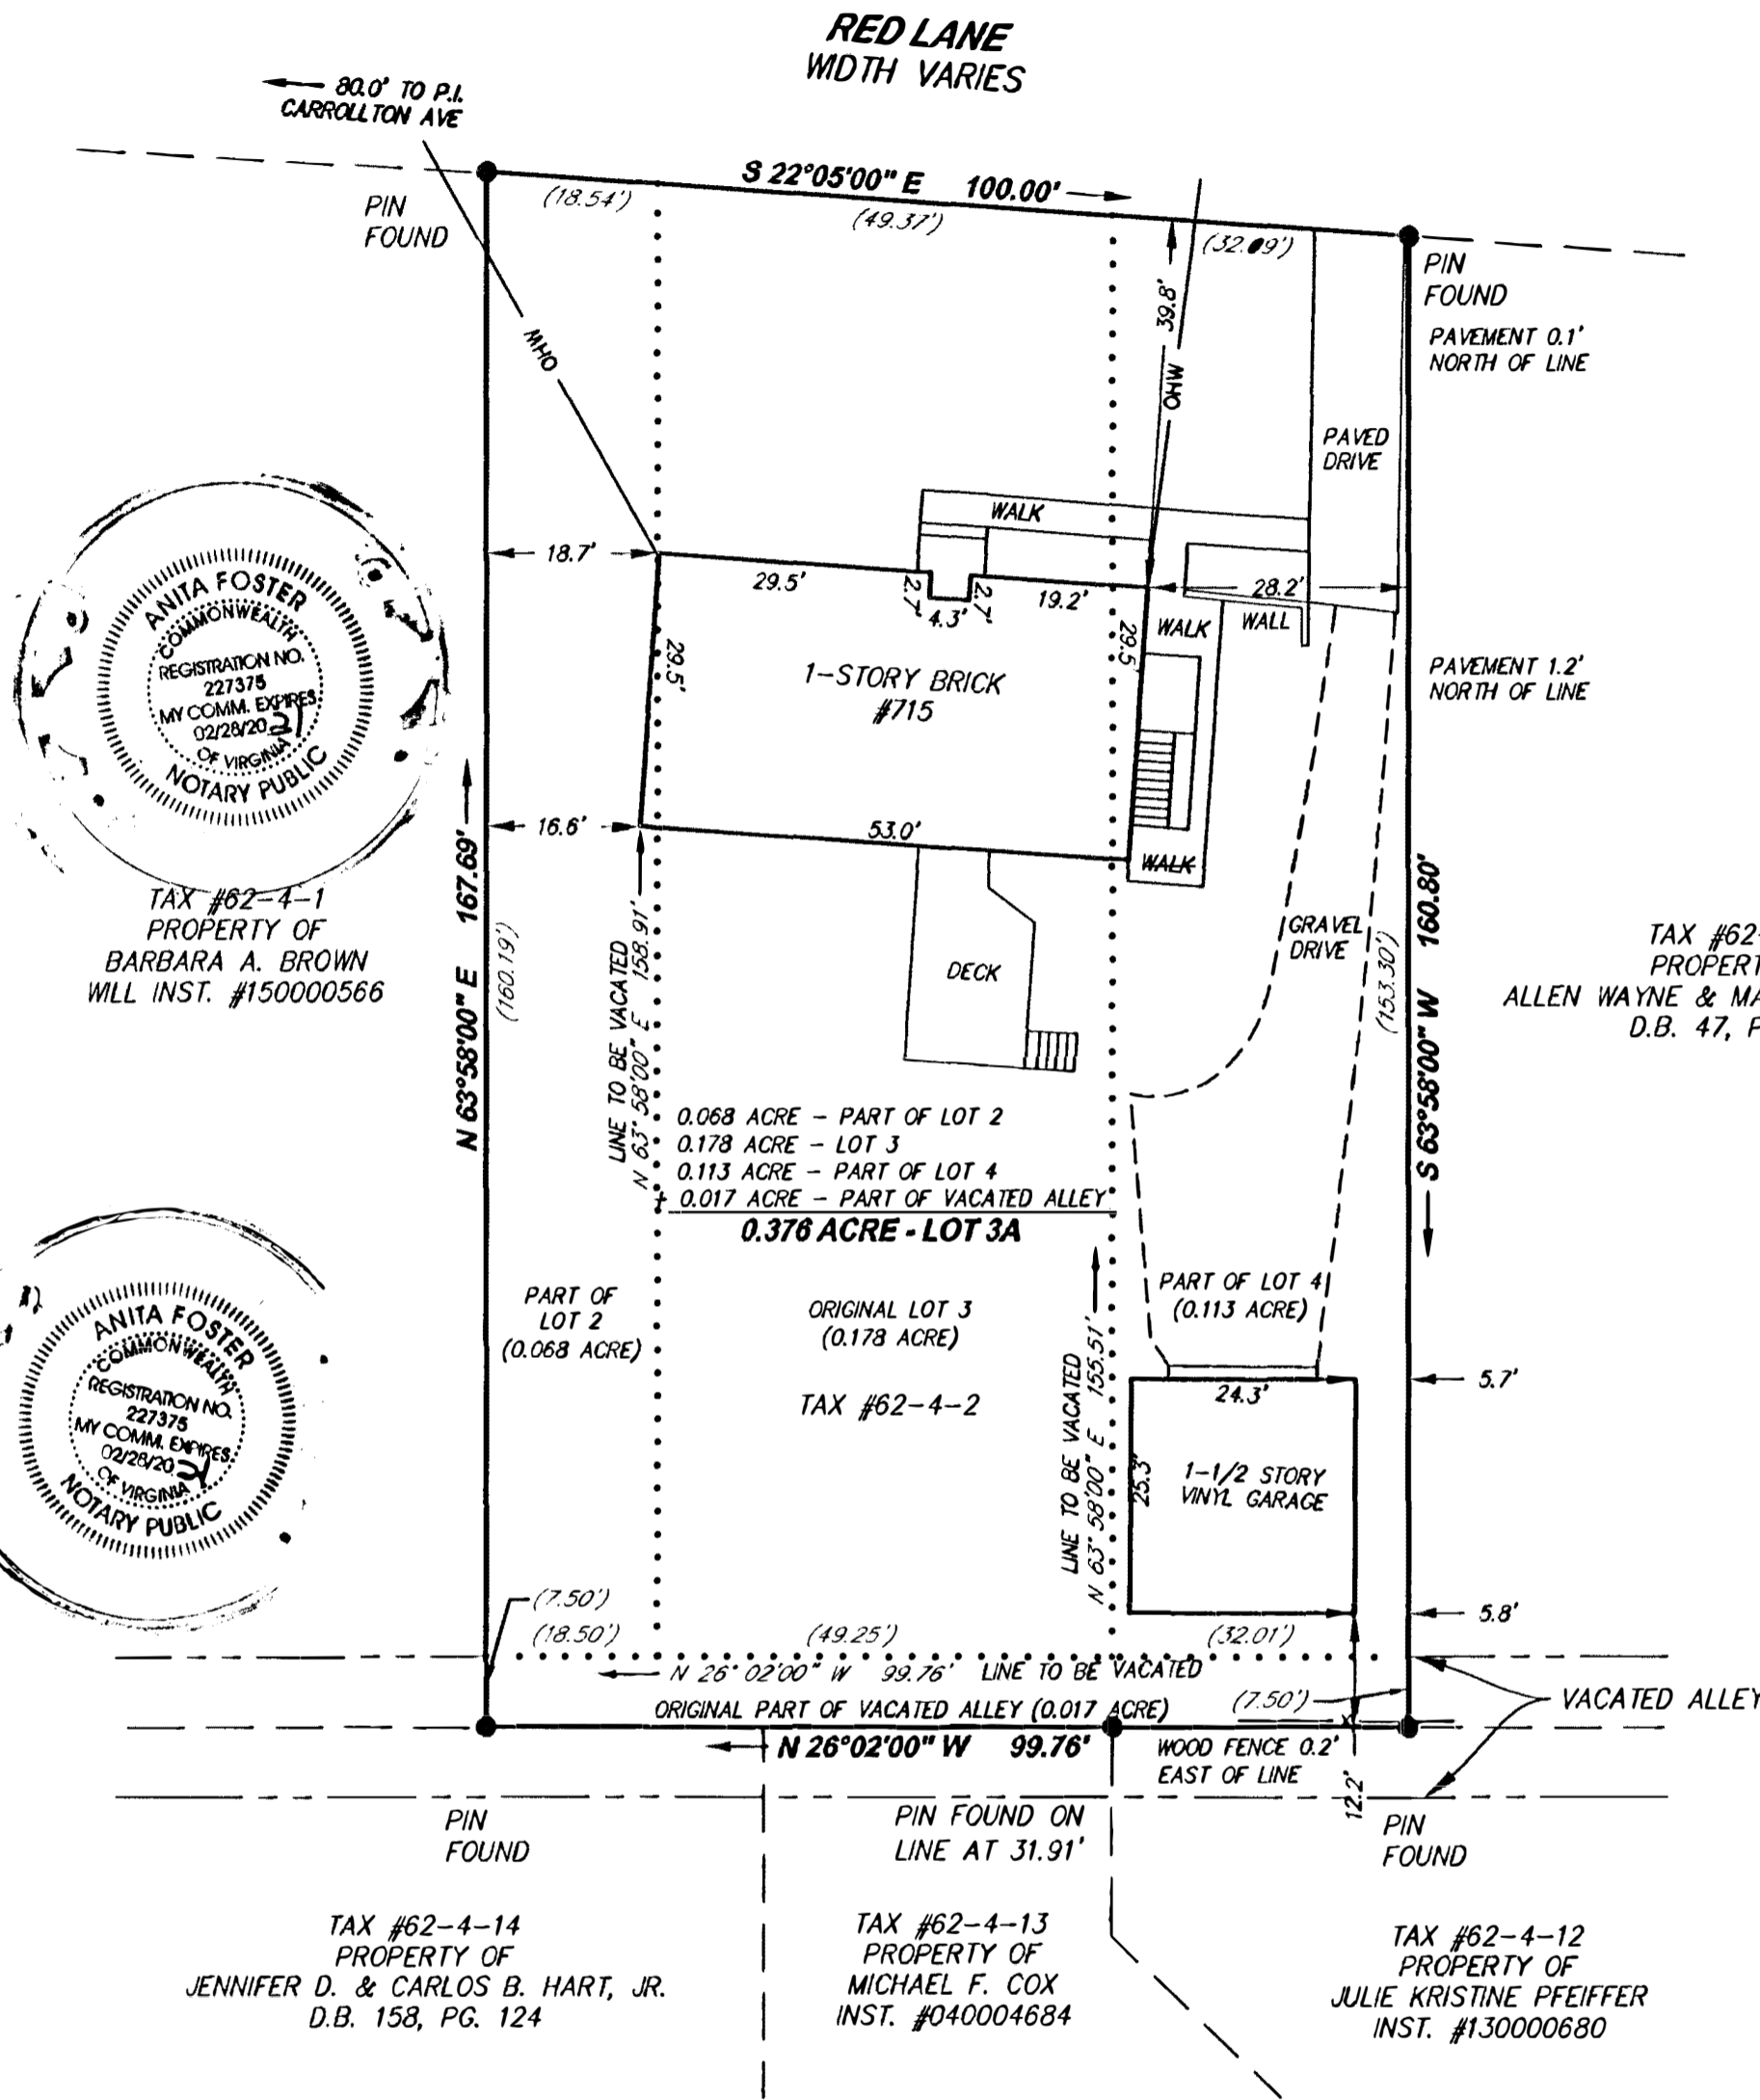 RED LANE
WIDTH VARIES
80.0' TO P.I.
CARROLLTON AVE
S 22°05'00" E 100.00'
(18.54')
(49.37')
PIN
FOUND
PIN
FOUND
PAVEMENT 0.1'
NORTH OF LINE
39.8'
OHW
OHW
PAVED
DRIVE
WALK
18.7'
29.5'
2.7'
4.3'
2.7'
19.2'
28.2'
WALL
WALK
29.5'
29.5'
1-STORY BRICK
#715
PAVEMENT 1.2'
NORTH OF LINE
ANITA FOSTER
COMMONWEALTH
REGISTRATION NO.
227375
MY COMM. EXPIRES
02/28/2021
OF VIRGINIA
NOTARY PUBLIC
16.6'
53.0'
WALK
TAX #62-4-1
PROPERTY OF
BARBARA A. BROWN
WILL INST. #150000566
N 63°58'00" E 167.69'
(160.19')
LINE TO BE VACATED
N 63°58'00" E 158.91'
DECK
GRAVEL
DRIVE
(153.30')
S 63°58'00" W 160.80'
TAX #62-
ALLEN WAYNE &
D.B. 47,
0.068 ACRE - PART OF LOT 2
0.178 ACRE - LOT 3
0.113 ACRE - PART OF LOT 4
+ 0.017 ACRE - PART OF VACATED ALLEY
0.376 ACRE - LOT 3A
PART OF
LOT 2
(0.068 ACRE)
ORIGINAL LOT 3
(0.178 ACRE)
TAX #62-4-2
PART OF LOT 4
(0.113 ACRE)
LINE TO BE VACATED
N 63°58'00" E 155.51'
ANITA FOSTER
COMMONWEALTH
REGISTRATION NO.
227375
MY COMM. EXPIRES
02/28/2021
OF VIRGINIA
NOTARY PUBLIC
24.3'
5.7'
25.3'
1-1/2 STORY
VINYL GARAGE
5.8'
(7.50')
(18.50')
(49.25')
(32.01')
N 26°02'00" W 99.76' LINE TO BE VACATED
ORIGINAL PART OF VACATED ALLEY (0.017 ACRE)
(7.50')
VACATED ALLEY
N 26°02'00" W 99.76'
WOOD FENCE 0.2'
EAST OF LINE
12.2'
PIN
FOUND
PIN FOUND ON
LINE AT 31.91'
PIN
FOUND
TAX #62-4-14
PROPERTY OF
JENNIFER D. & CARLOS B. HART, JR.
D.B. 158, PG. 124
TAX #62-4-13
PROPERTY OF
MICHAEL F. COX
INST. #040004684
TAX #62-4-12
PROPERTY OF
JULIE KRISTINE PFEIFFER
INST. #130000680